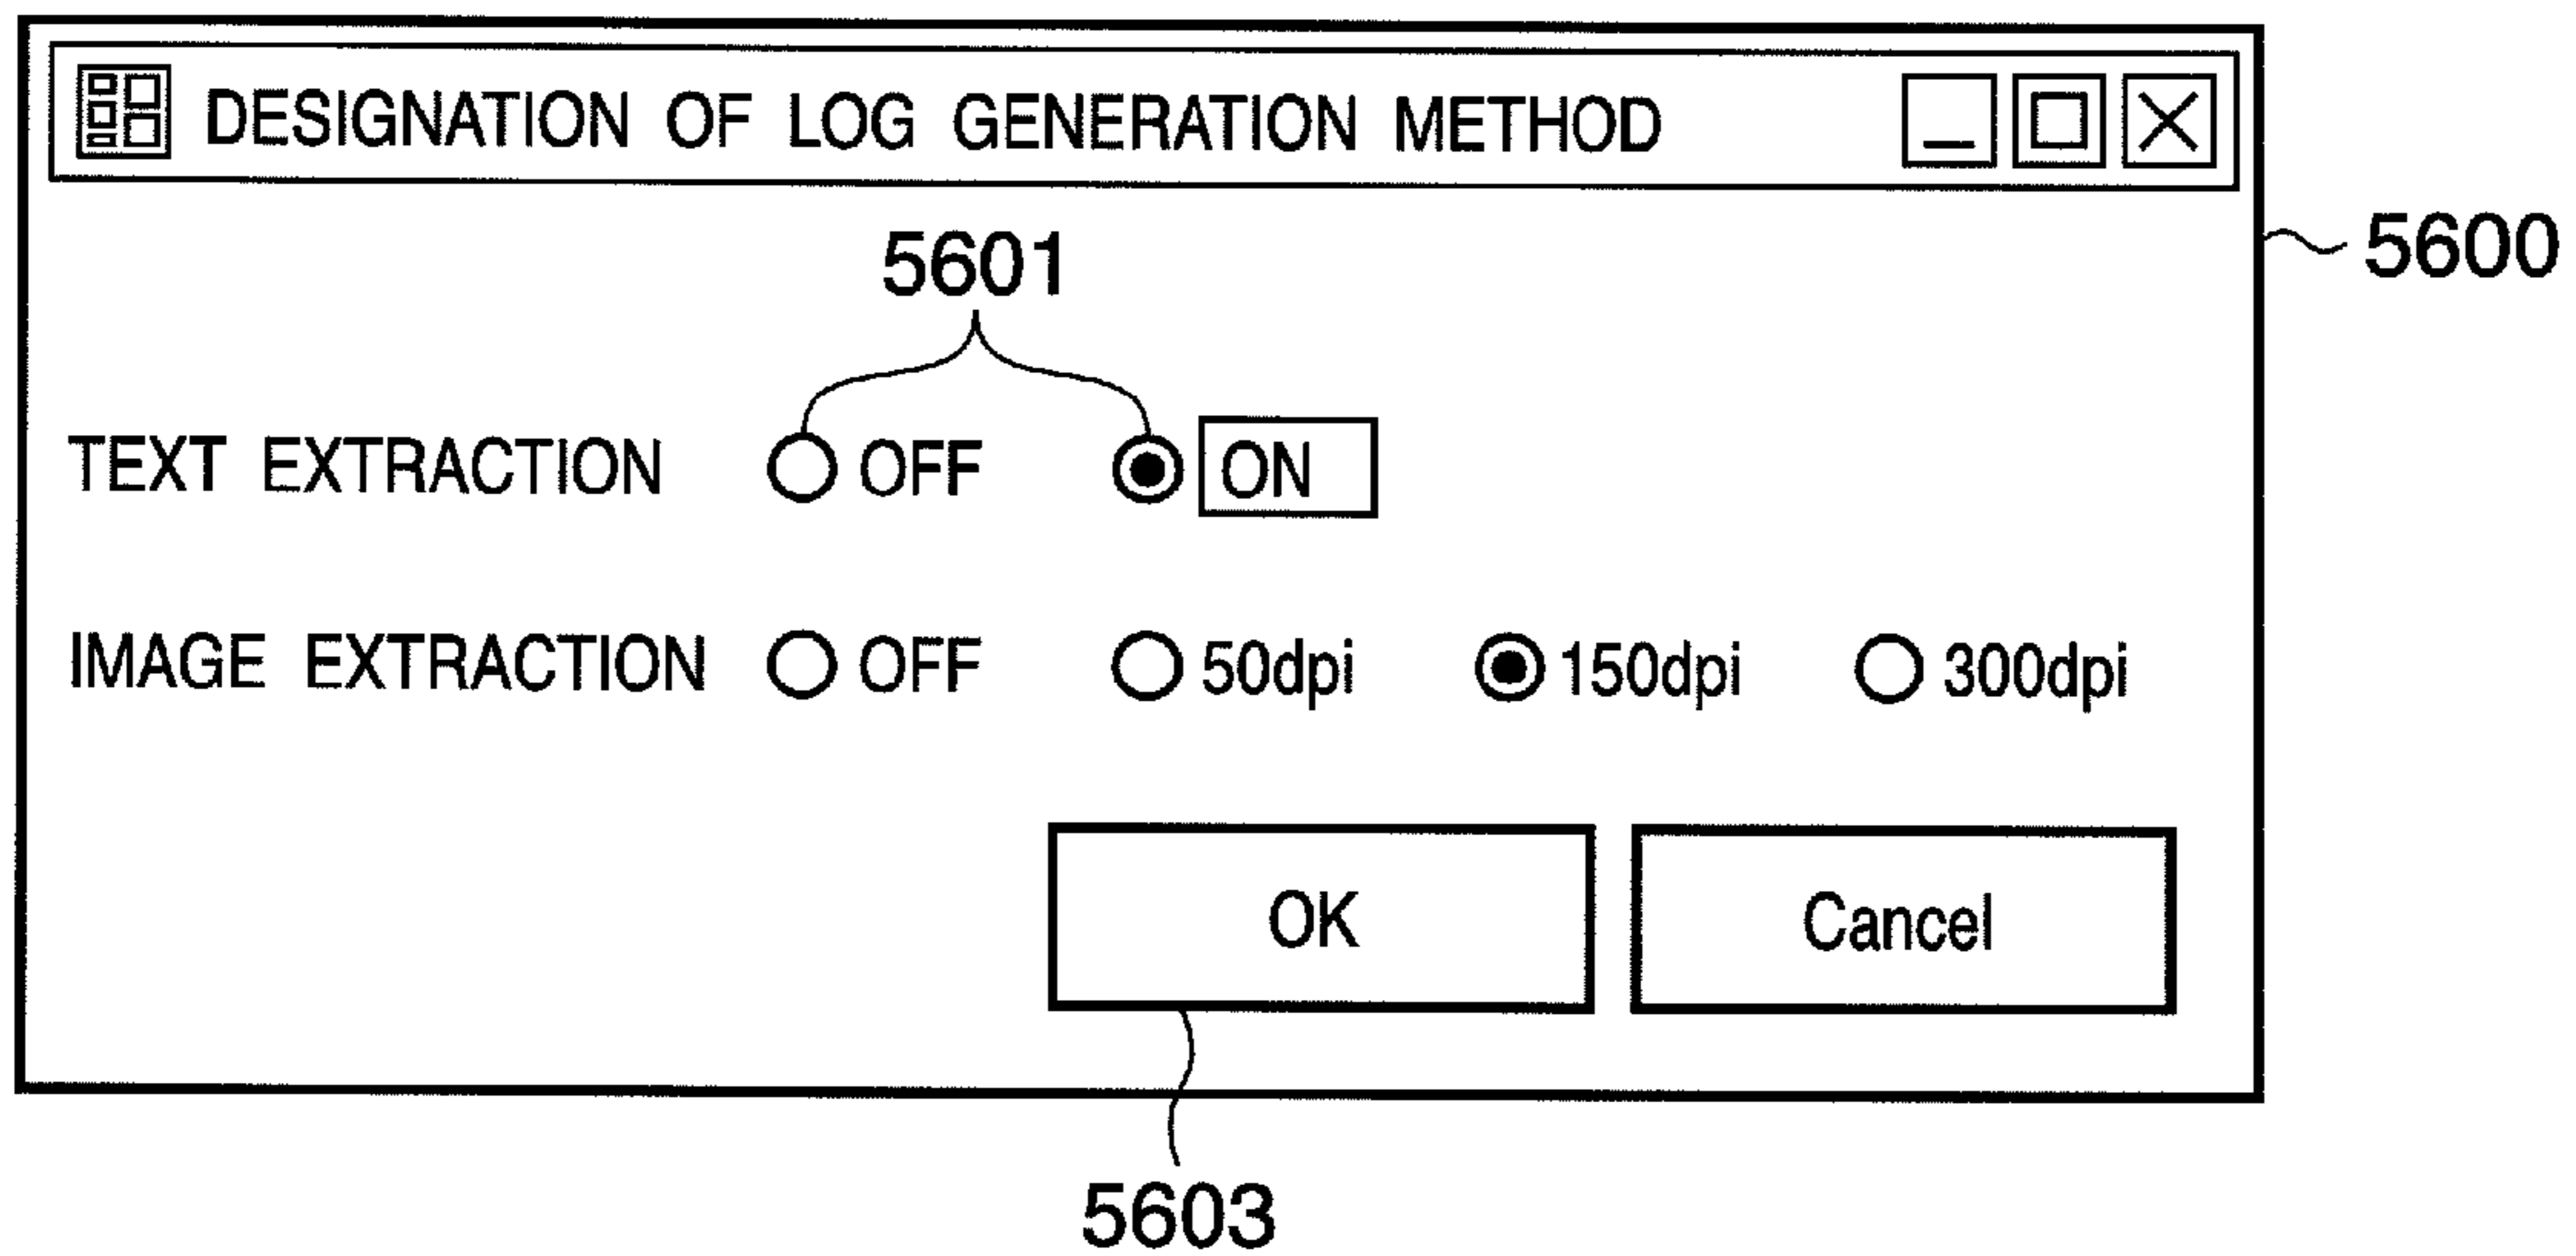 DESIGNATION OF LOG GENERATION METHOD
5600
5601
TEXT EXTRACTION OFF ON
IMAGE EXTRACTION OFF 50dpi 150dpi 300dpi
OK Cancel
5603